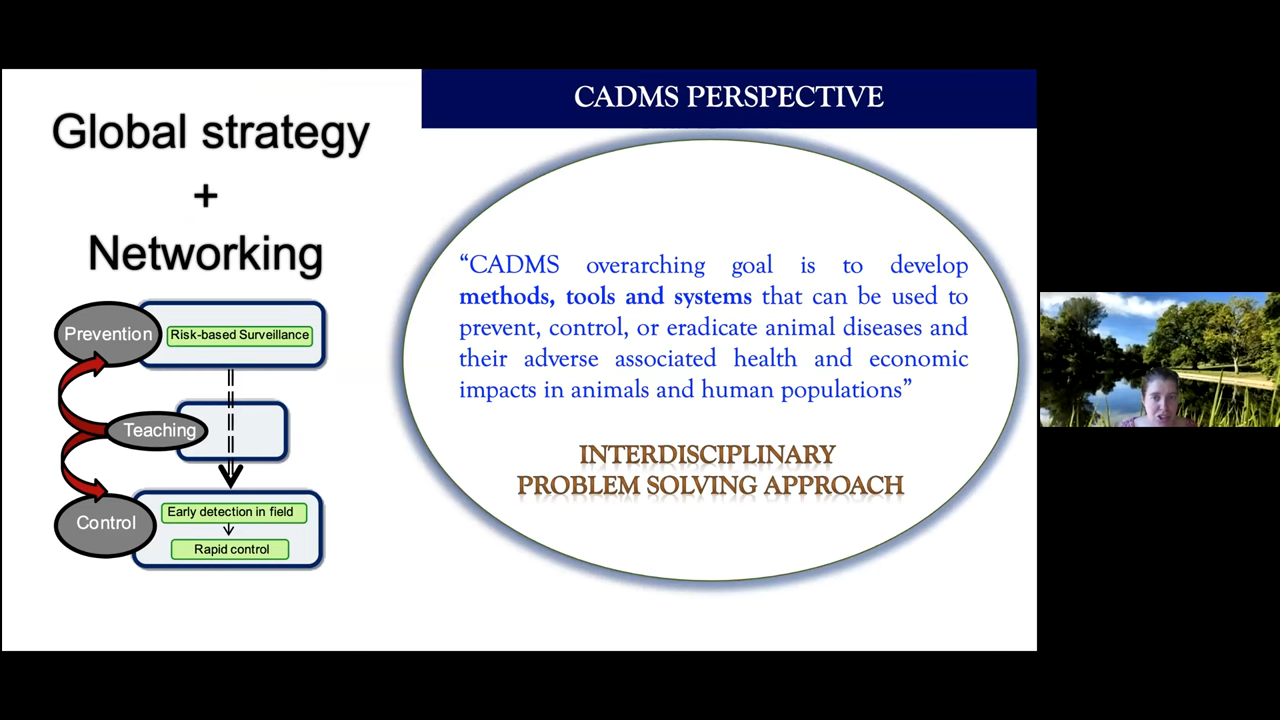 Global strategy
+
Networking
Prevention
Risk-based Surveillance
Teaching
Control
Early detection in field
Rapid control
CADMS PERSPECTIVE
“CADMS overarching goal is to develop
methods, tools and systems that can be used to
prevent, control, or eradicate animal diseases and
their adverse associated health and economic
impacts in animals and human populations”
INTERDISCIPLINARY
PROBLEM SOLVING APPROACH